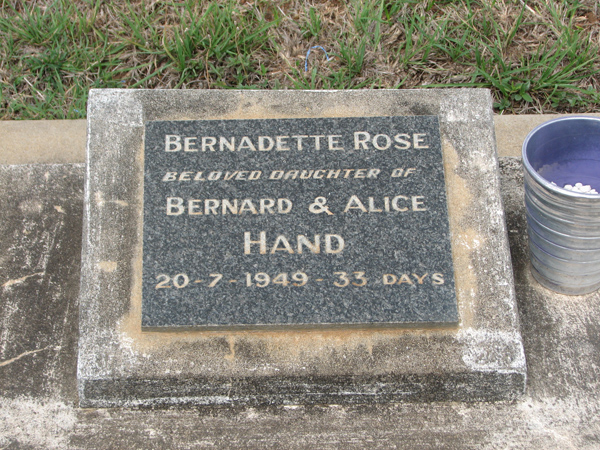 BERNADETTE ROSE
BELOVED DAUGHTER OF
BERNARD & ALICE
HAND
20-7-1949-33 DAYS